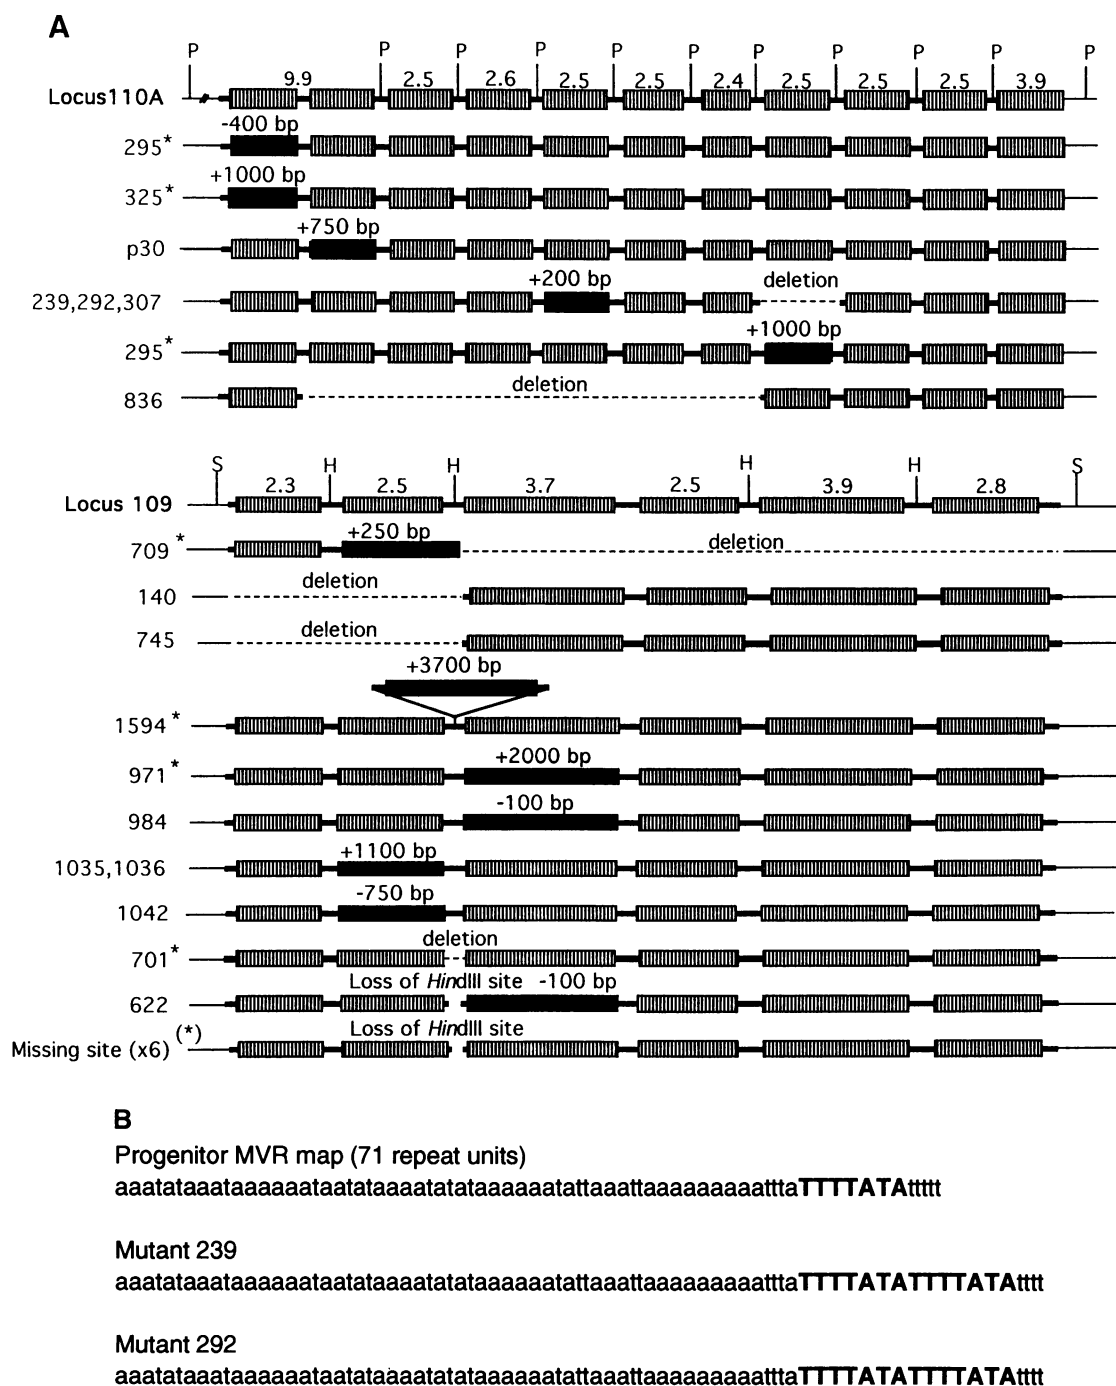 A
P P P P P P P P P P
Locus110A 9.9 2.5 2.6 2.5 2.5 2.4 2.5 2.5 2.5 3.9
-400 bp
295*
+1000 bp
325*
+750 bp
p30
+200 bp deletion
239,292,307
+1000 bp
295*
deletion
836
S H H H H S
Locus 109 2.3 2.5 3.7 2.5 3.9 2.8
+250 bp
709* deletion
deletion
140
deletion
745
+3700 bp
1594*
+2000 bp
971*
-100 bp
984
+1100 bp
1035,1036
-750 bp
1042
deletion
701*
Loss of HindIII site -100 bp
622
Loss of HindIII site
Missing site (x6) (*)
B
Progenitor MVR map (71 repeat units)
aaatataaataaaaaataatataaaatatataaaaaatattaaattaaaaaaaaatttaTTTTATAttttt
Mutant 239
aaatataaataaaaaataatataaaatatataaaaaatattaaattaaaaaaaaatttaTTTTATATTTTATAtttt
Mutant 292
aaatataaataaaaaataatataaaatatataaaaaatattaaattaaaaaaaaatttaTTTTATATTTTATAtttt